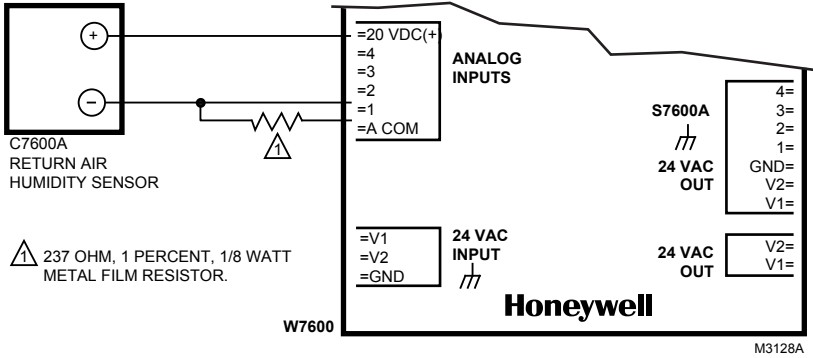 +
−
C7600A
RETURN AIR
HUMIDITY SENSOR
1
1 237 OHM, 1 PERCENT, 1/8 WATT
METAL FILM RESISTOR.
=20 VDC(+)
=4
=3
=2
=1
=A COM
ANALOG
INPUTS
=V1
=V2
=GND
24 VAC
INPUT
S7600A
24 VAC
OUT
4=
3=
2=
1=
GND=
V2=
V1=
24 VAC
OUT
V2=
V1=
Honeywell
W7600
M3128A